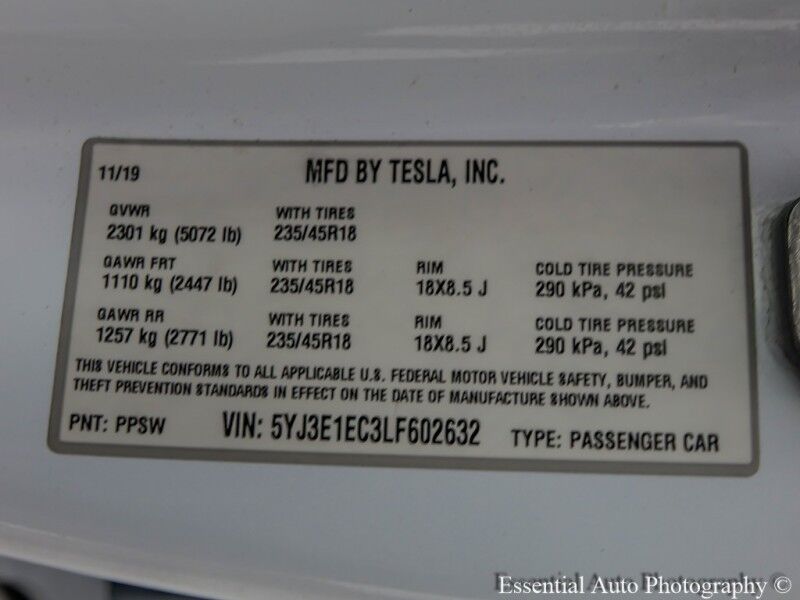 11/19 MFD BY TESLA, INC.
GVWR WITH TIRES
2301 kg (5072 lb) 235/45R18
GAWR FRT WITH TIRES RIM COLD TIRE PRESSURE
1110 kg (2447 lb) 235/45R18 18X8.5 J 290 kPa, 42 psi
GAWR RR WITH TIRES RIM COLD TIRE PRESSURE
1257 kg (2771 lb) 235/45R18 18X8.5 J 290 kPa, 42 psi
THIS VEHICLE CONFORMS TO ALL APPLICABLE U.S. FEDERAL MOTOR VEHICLE SAFETY, BUMPER, AND
THEFT PREVENTION STANDARDS IN EFFECT ON THE DATE OF MANUFACTURE SHOWN ABOVE.
PNT: PPSW VIN: 5YJ3E1EC3LF602632 TYPE: PASSENGER CAR
Essential Auto Photography ©